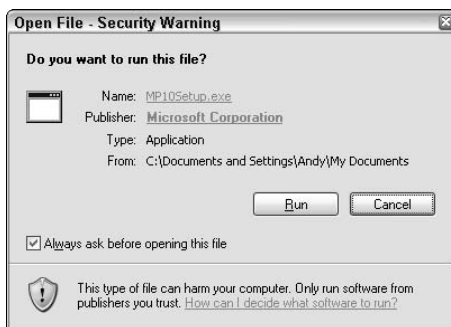 Open File - Security Warning
Do you want to run this file?
Name: MP10Setup.exe
Publisher: Microsoft Corporation
Type: Application
From: C:\Documents and Settings\Andy\My Documents
Run Cancel
Always ask before opening this file
This type of file can harm your computer. Only run software from
publishers you trust. How can I decide what software to run?